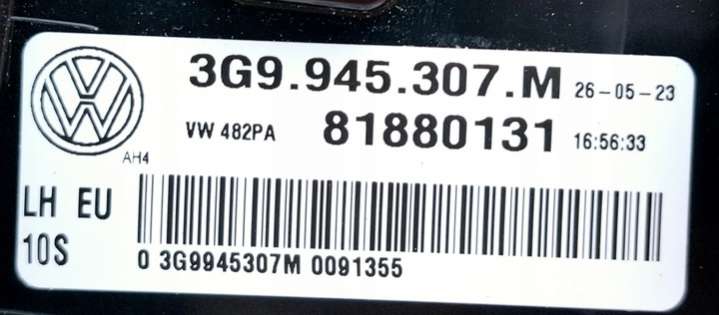 3G9.945.307.M 26-05-23
VW 482PA 81880131 16:56:33
AH4
LH EU
10S
0 3G9945307M 0091355